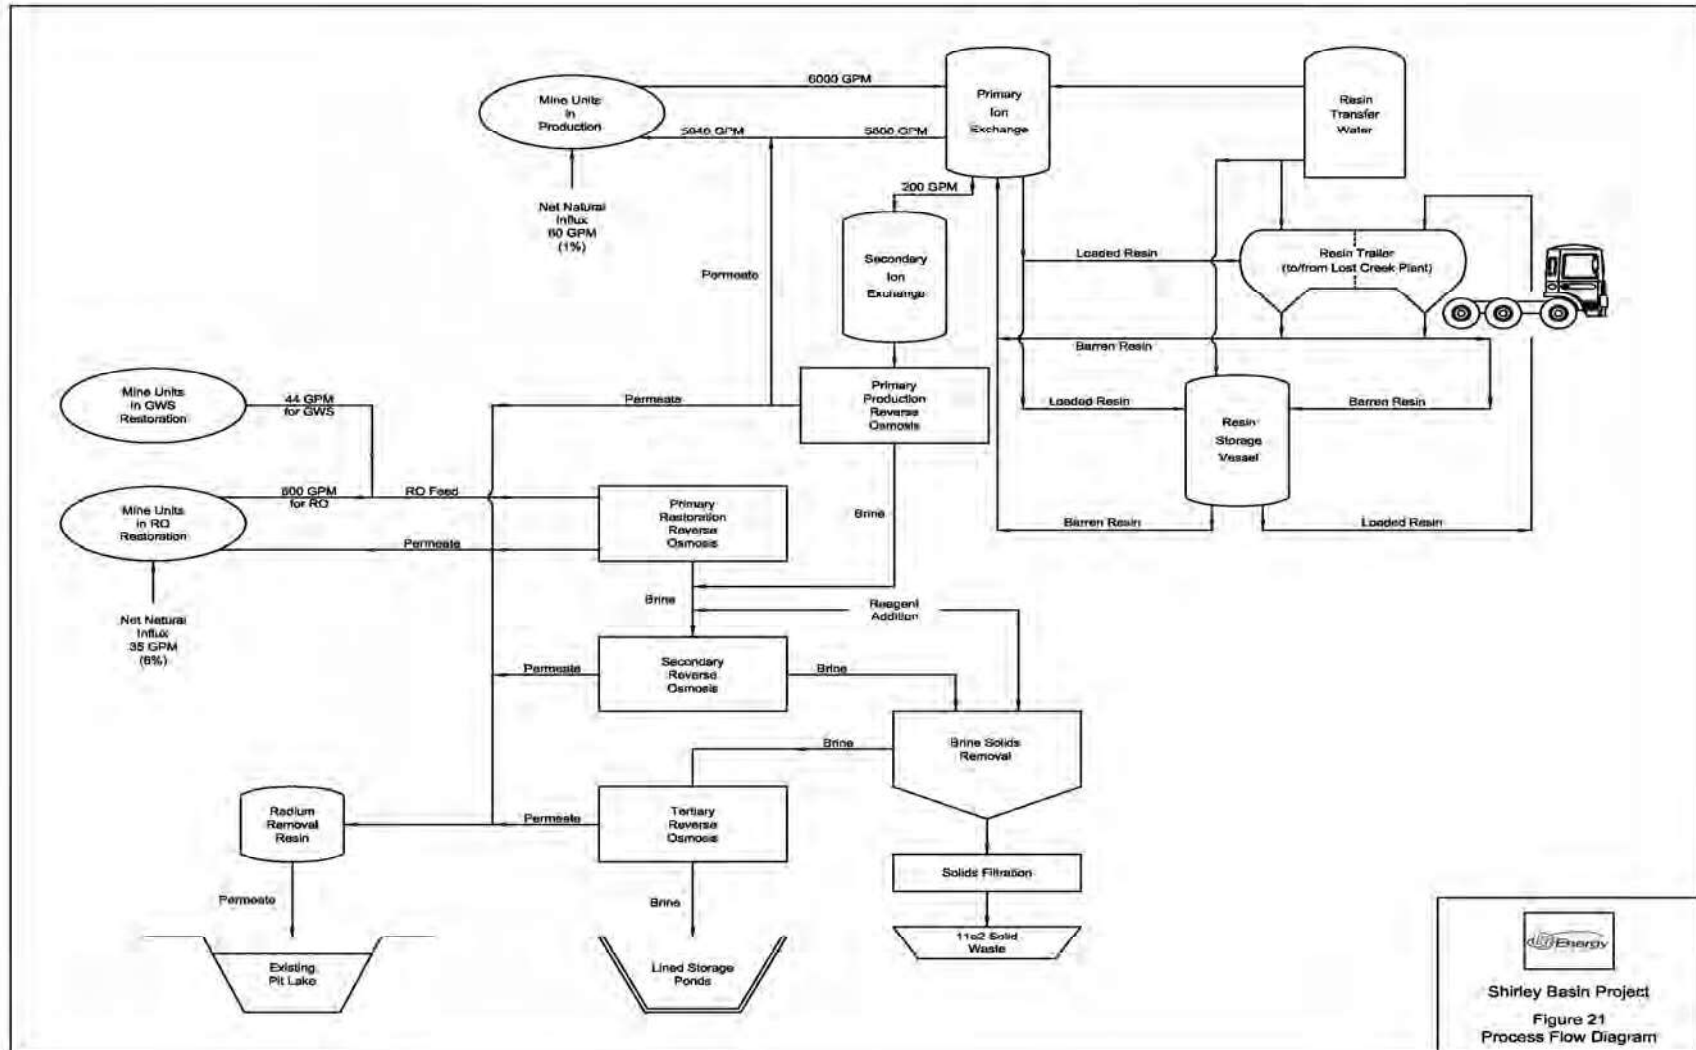 6000 GPM
Mine Units
in
Production
Primary
Ion
Exchange
Resin
Transfer
Water
5940 GPM
5800 GPM
200 GPM
Net Natural
Influx
60 GPM
(1%)
Permeate
Secondary
Ion
Exchange
Loaded Resin
Resin Trailer
(to/from Lost Creek Plant)
Barren Resin
Mine Units
in GWS
Restoration
44 GPM
for GWS
Permeate
Primary
Production
Reverse
Osmosis
Loaded Resin
Barren Resin
Resin
Storage
Vessel
Mine Units
in RO
Restoration
600 GPM
for RO
RO Feed
Permeate
Primary
Restoration
Reverse
Osmosis
Brine
Barren Resin
Loaded Resin
Brine
Reagent
Addition
Net Natural
Influx
35 GPM
(6%)
Permeate
Secondary
Reverse
Osmosis
Brine
Brine
Brine Solids
Removal
Radium
Removal
Resin
Permeate
Tertiary
Reverse
Osmosis
Solids Filtration
Permeate
Brine
11e2 Solid
Waste
Existing
Pit Lake
Lined Storage
Ponds
Energy
Shirley Basin Project
Figure 21
Process Flow Diagram